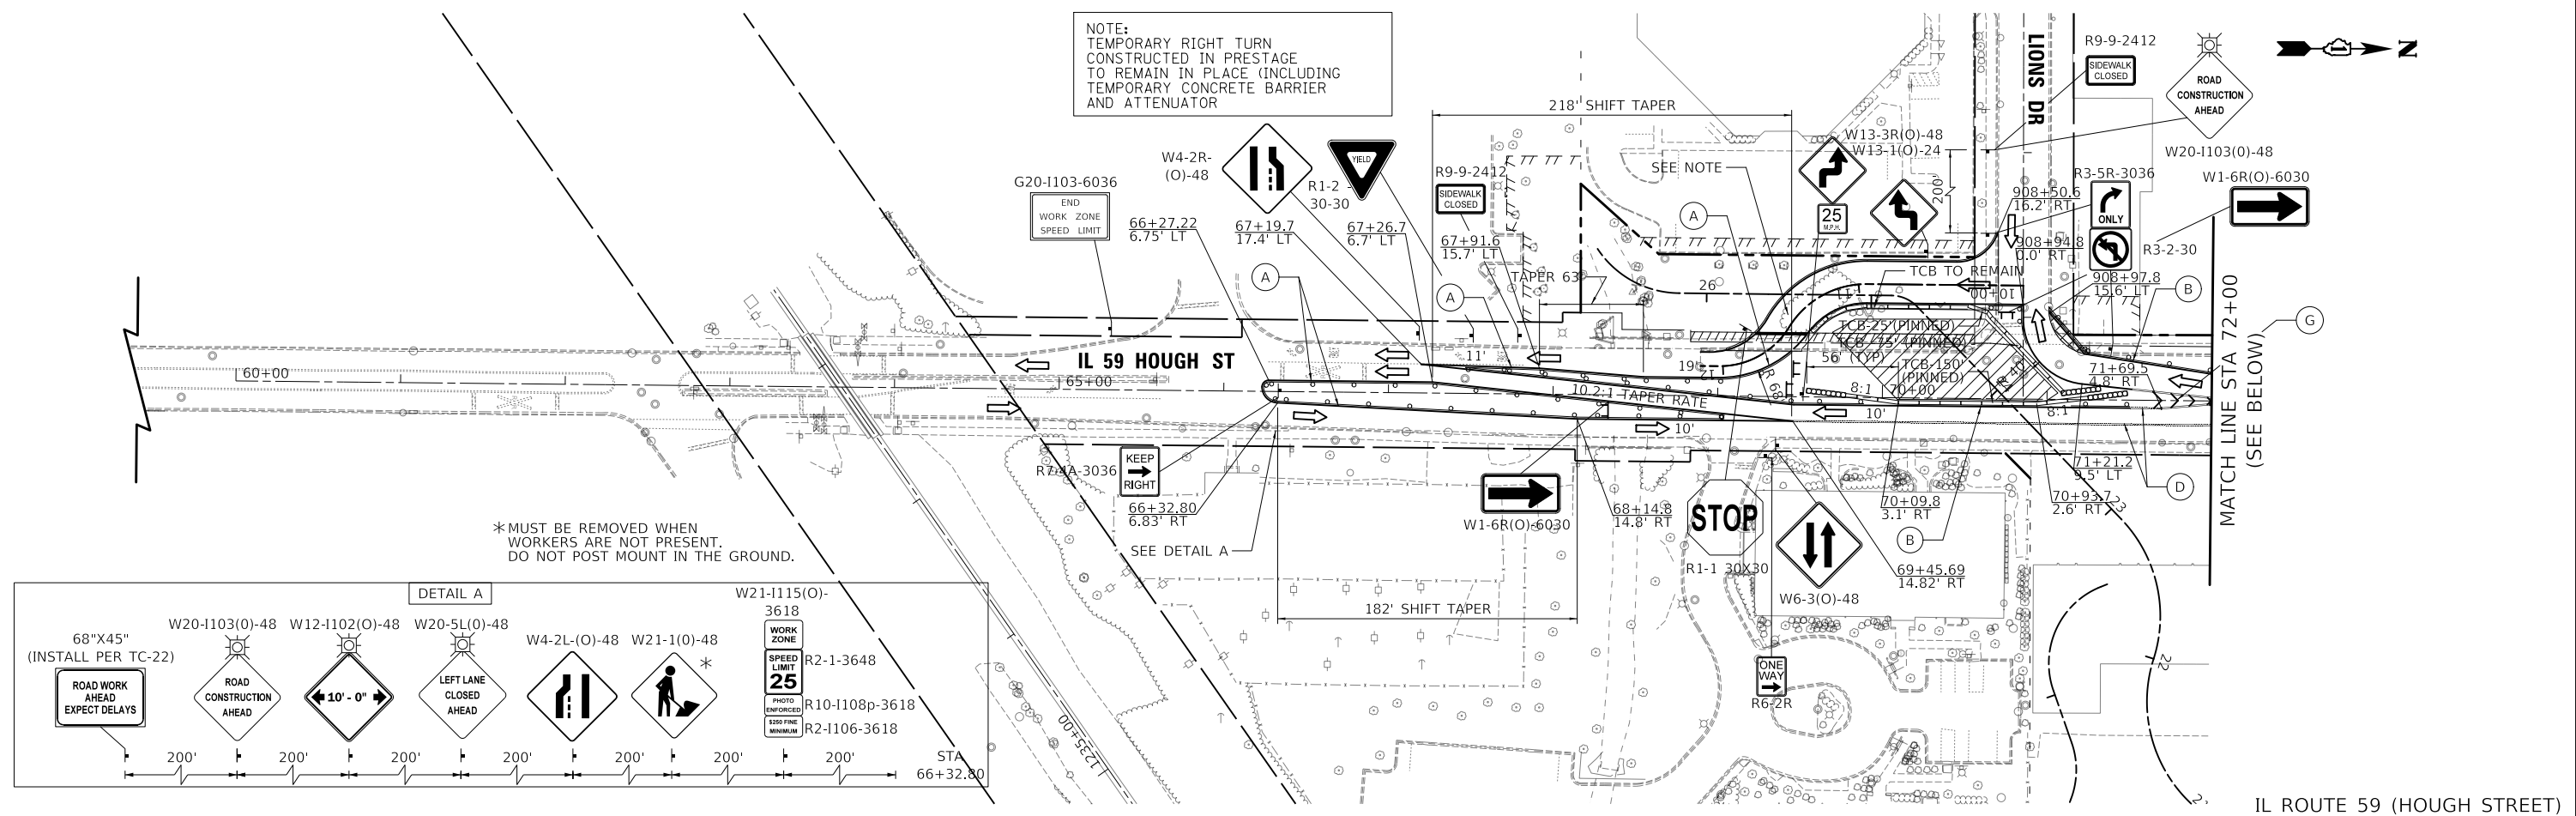 NOTE:
TEMPORARY RIGHT TURN
CONSTRUCTED IN PRESTAGE
TO REMAIN IN PLACE (INCLUDING
TEMPORARY CONCRETE BARRIER
AND ATTENUATOR
LIONS DR
R9-9-2412
SIDEWALK
CLOSED
ROAD
CONSTRUCTION
AHEAD
W20-I103(0)-48
N
218' SHIFT TAPER
W4-2R-
(O)-48
YIELD
R1-2
30-30
R9-9-2412
SIDEWALK
CLOSED
SEE NOTE
W13-3R(O)-48
W13-1(O)-24
25
M.P.H.
200'
R3-5R-3036
ONLY
R3-2-30
W1-6R(O)-6030
G20-I103-6036
END
WORK ZONE
SPEED LIMIT
66+27.22
6.75' LT
67+19.7
17.4' LT
67+26.7
6.7' LT
67+91.6
15.7' LT
908+50.6
16.2' RT
908+94.8
0.0' RT
908+97.8
15.6' LT
A
A
A
TAPER 63'
26
TCB TO REMAIN
11
10+00
B
G
TCB-25'(PINNED)
TCB-75' (PINNED)
TCB-150'
(PINNED)
56' (TYP)
IL 59 HOUGH ST
60+00
65+00
70+00
11'
190
12
R 68'
R 40'
10.2:1 TAPER RATE
8:1
8:1
10'
10'
71+69.5
4.8' RT
71+21.2
9.5' LT
70+93.7
2.6' RT
70+09.8
3.1' RT
D
B
MATCH LINE STA 72+00
(SEE BELOW)
R7-4A-3036
KEEP
RIGHT
66+32.80
6.83' RT
SEE DETAIL A
W1-6R(O)-6030
68+14.8
14.8' RT
STOP
R1-1 30X30
W6-3(O)-48
69+45.69
14.82' RT
23
22
182' SHIFT TAPER
ONE
WAY
R6-2R
1235+00
* MUST BE REMOVED WHEN
WORKERS ARE NOT PRESENT.
DO NOT POST MOUNT IN THE GROUND.
DETAIL A
68"X45"
(INSTALL PER TC-22)
ROAD WORK
AHEAD
EXPECT DELAYS
W20-I103(0)-48
ROAD
CONSTRUCTION
AHEAD
W12-I102(O)-48
10'-0"
W20-5L(0)-48
LEFT LANE
CLOSED
AHEAD
W4-2L-(O)-48
W21-1(0)-48
*
W21-I115(O)-
3618
WORK
ZONE
SPEED
LIMIT
25
R2-1-3648
PHOTO
ENFORCED
R10-I108p-3618
$250 FINE
MINIMUM
R2-I106-3618
200'
200'
200'
200'
200'
200'
200'
STA
66+32.80
IL ROUTE 59 (HOUGH STREET)